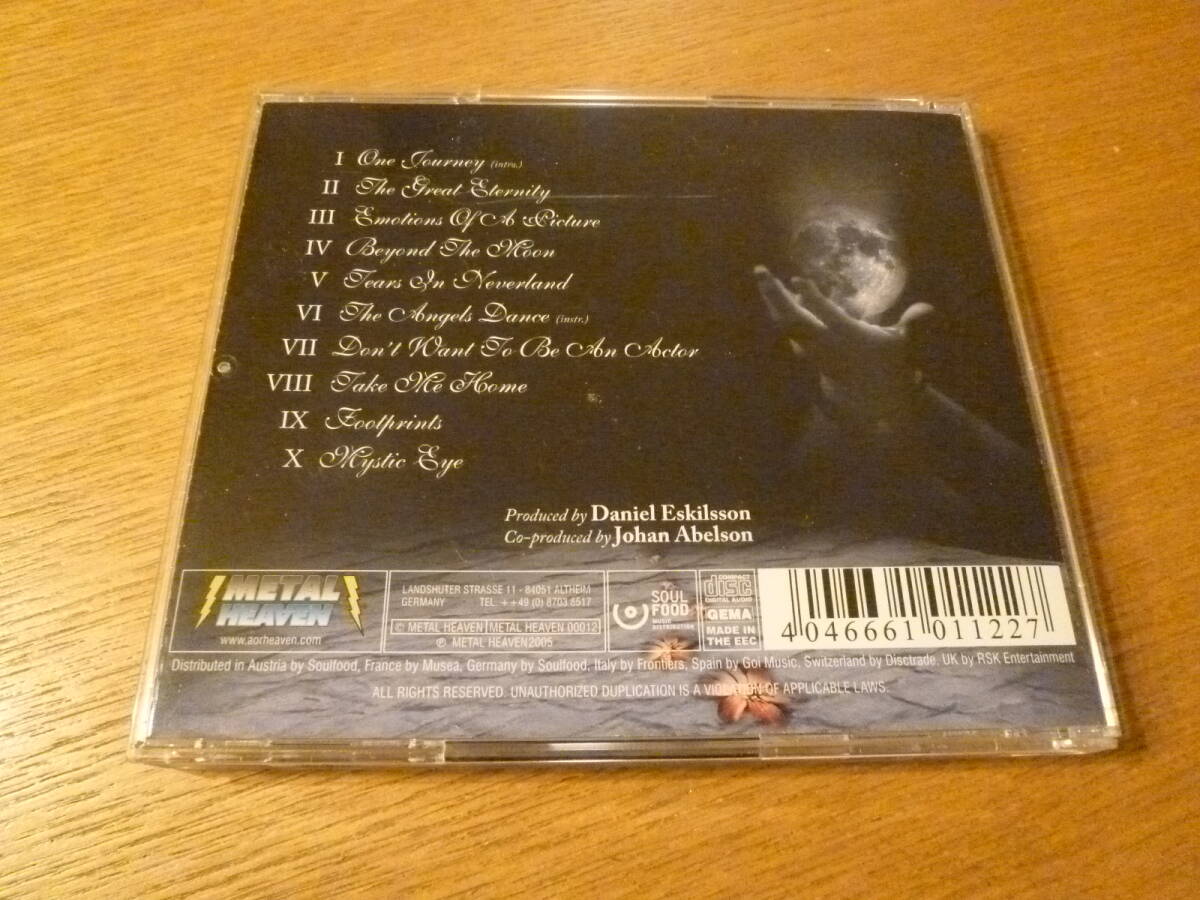 I One Journey (intro.)
II The Great Eternity
III Emotions Of A Picture
IV Beyond The Moon
V Tears In Neverland
VI The Angels Dance (instr.)
VII Don't Want To Be An Actor
VIII Take Me Home
IX Footprints
X Mystic Eye
Produced by Daniel Eskilsson
Co-produced by Johan Abelson
METAL HEAVEN
www.aorheaven.com
LANDSHUTER STRASSE 11 - 84051 ALTHEIM
GERMANY TEL. ++49 (0) 8703 8517
© METAL HEAVEN METAL HEAVEN 00012
℗ METAL HEAVEN 2005
SOUL FOOD
MUSIC DISTRIBUTION
COMPACT disc DIGITAL AUDIO
GEMA
MADE IN THE EEC
4 046661 011227
Distributed in Austria by Soulfood, France by Musea, Germany by Soulfood, Italy by Frontiers, Spain by Goi Music, Switzerland by Disctrade, UK by RSK Entertainment
ALL RIGHTS RESERVED. UNAUTHORIZED DUPLICATION IS A VIOLATION OF APPLICABLE LAWS.